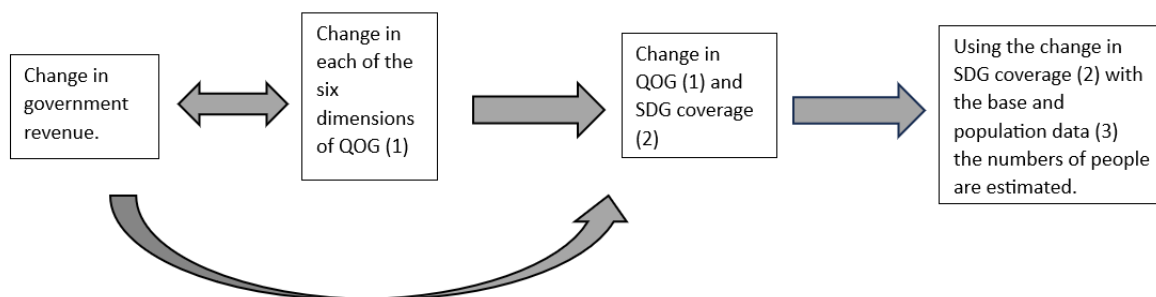 Change in
government
revenue.
Change in
each of the
six
dimensions
of QOG (1)
Change in
QOG (1) and
SDG coverage
(2)
Using the change in
SDG coverage (2) with
the base and
population data (3)
the numbers of people
are estimated.